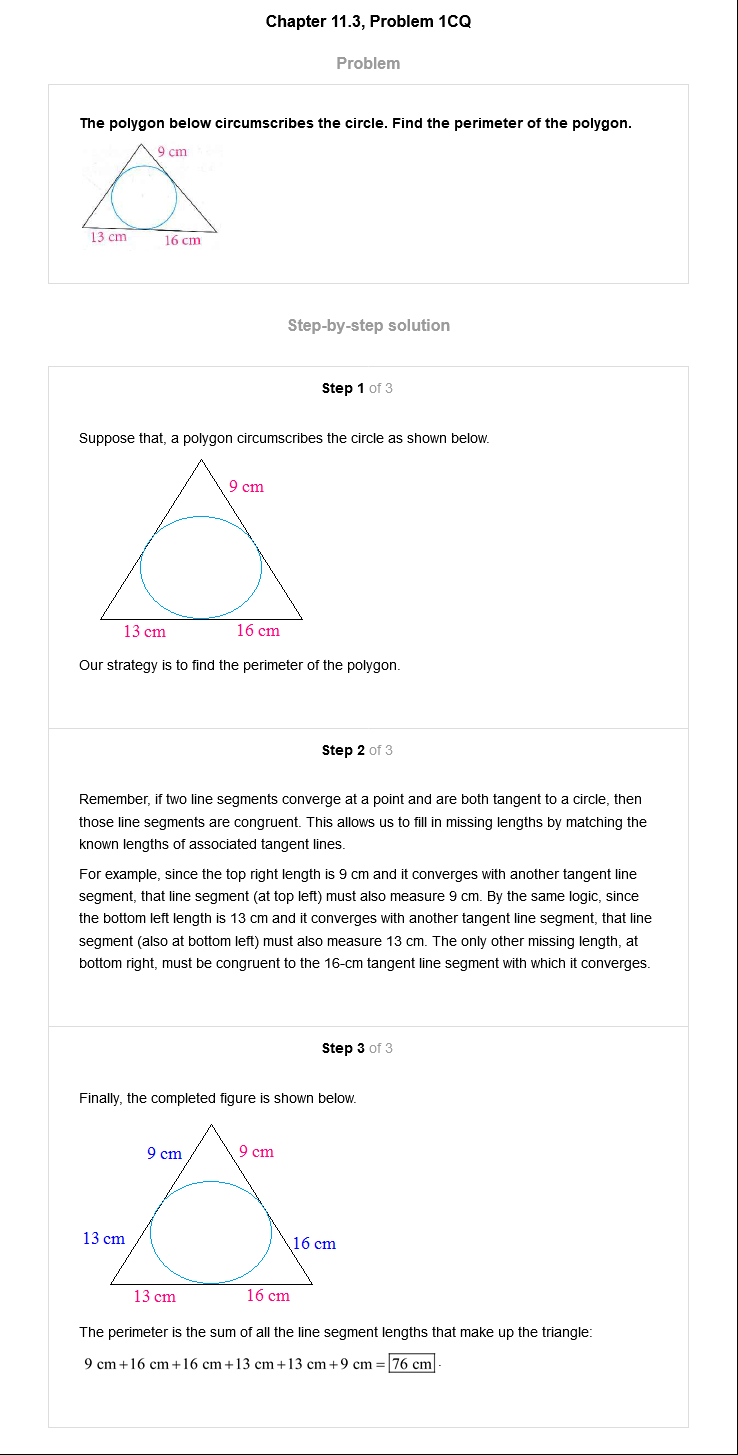 Chapter 11.3, Problem 1CQ
Problem
The polygon below circumscribes the circle. Find the perimeter of the polygon.
9 cm
13 cm
16 cm
Step-by-step solution
Step 1 of 3
Suppose that, a polygon circumscribes the circle as shown below.
9 cm
13 cm
16 cm
Our strategy is to find the perimeter of the polygon.
Step 2 of 3
Remember, if two line segments converge at a point and are both tangent to a circle, then
those line segments are congruent. This allows us to fill in missing lengths by matching the
known lengths of associated tangent lines.
For example, since the top right length is 9 cm and it converges with another tangent line
segment, that line segment (at top left) must also measure 9 cm. By the same logic, since
the bottom left length is 13 cm and it converges with another tangent line segment, that line
segment (also at bottom left) must also measure 13 cm. The only other missing length, at
bottom right, must be congruent to the 16-cm tangent line segment with which it converges.
Step 3 of 3
Finally, the completed figure is shown below.
9 cm
9 cm
13 cm
16 cm
13 cm
16 cm
The perimeter is the sum of all the line segment lengths that make up the triangle:
9 cm+16 cm+16 cm+13 cm+13 cm+9 cm=76 cm.